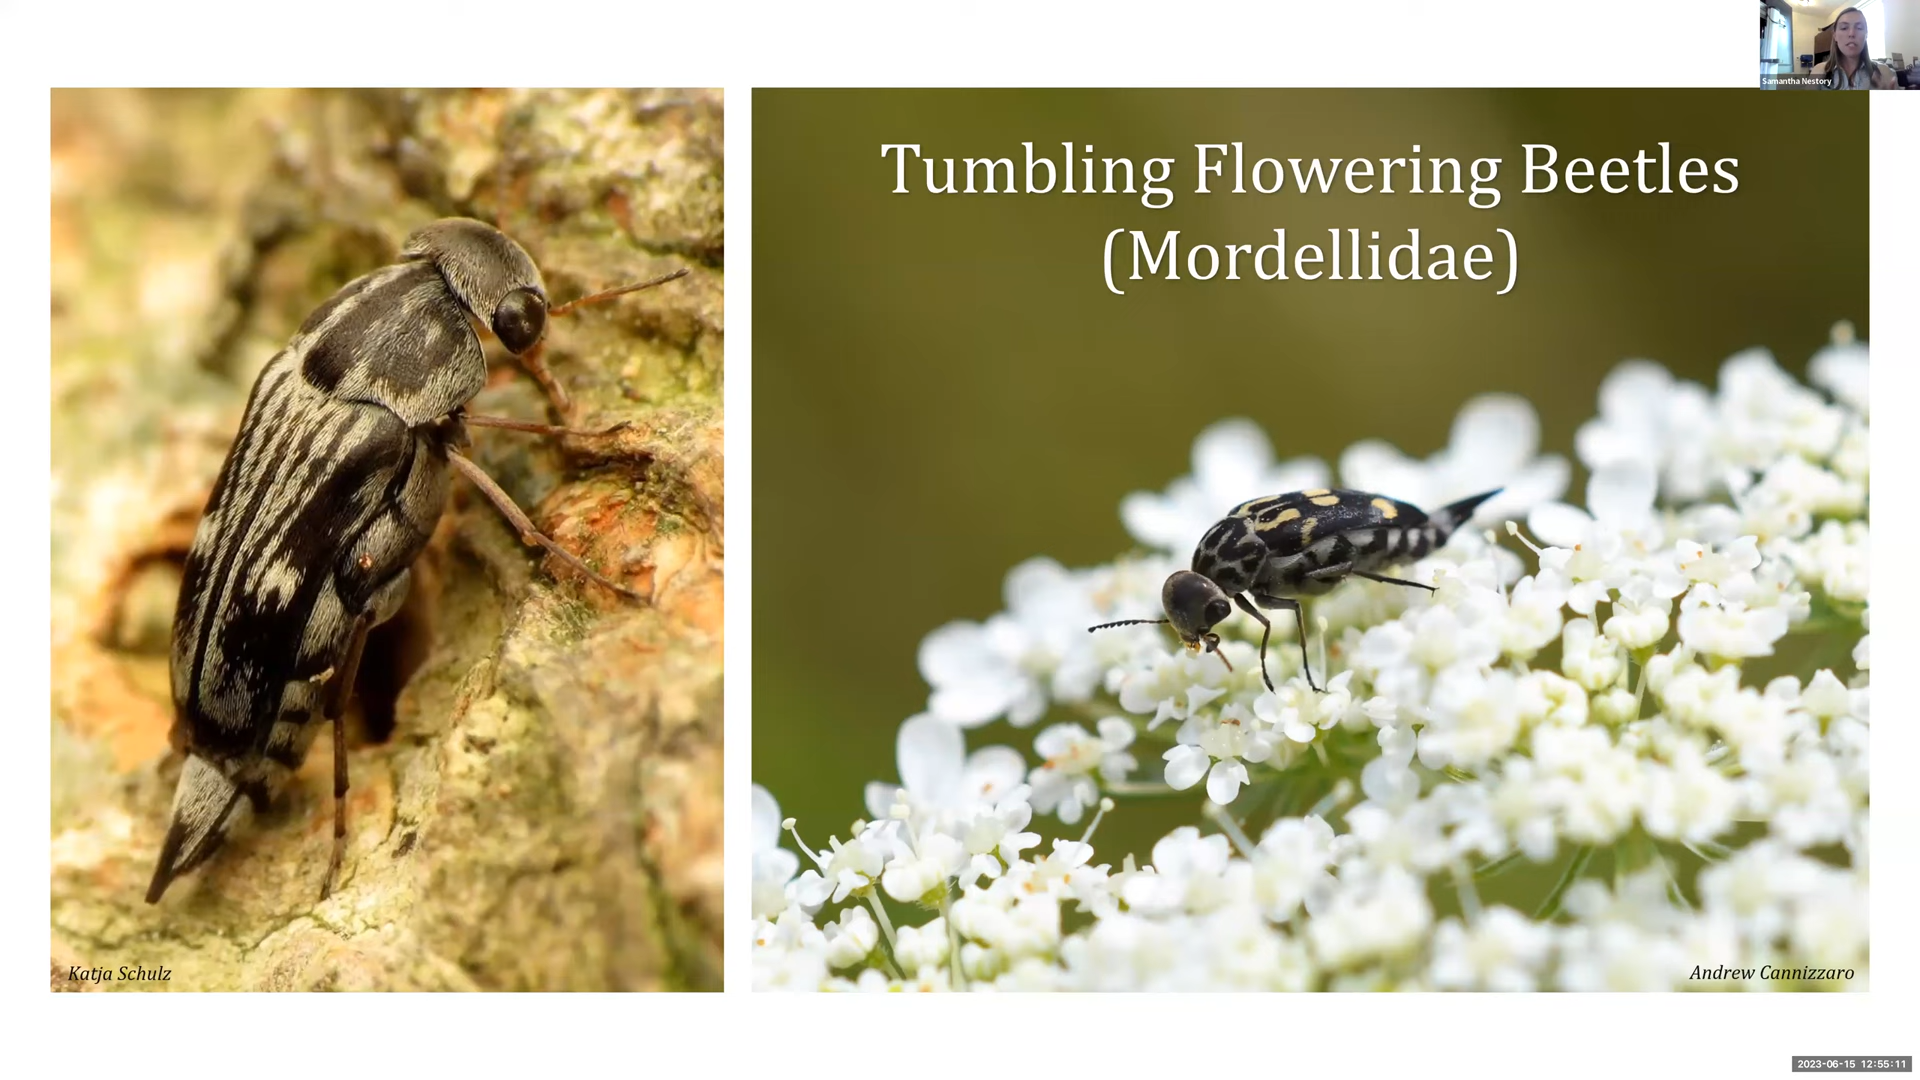 Samantha Nestory
Tumbling Flowering Beetles
(Mordellidae)
Katja Schulz
Andrew Cannizzaro
2023-06-15 12:55:11